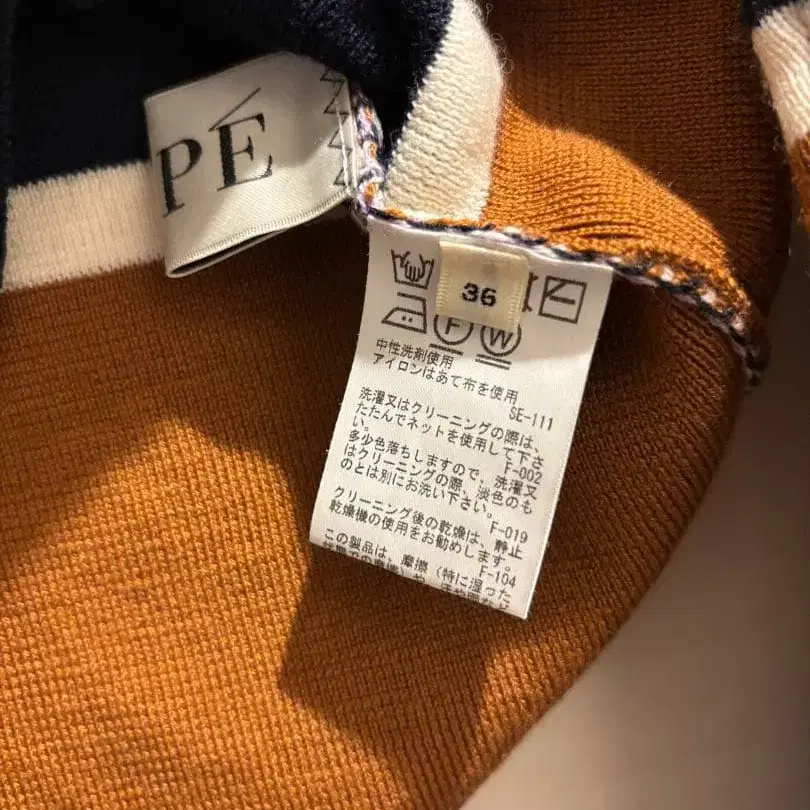 PÉ
36
F W
中性洗剤使用
アイロンはあて布を使用
SE-111
洗濯又はクリーニングの際は、
たたんでネットを使用して下さ
い。
F-002
多少色落ちしますので、洗濯又
はクリーニングの際、淡色のも
のとは別にお洗い下さい。
F-019
クリーニング後の乾燥は、静止
乾燥機の使用をお勧めします。
F-104
この製品は、摩擦(特に湿った